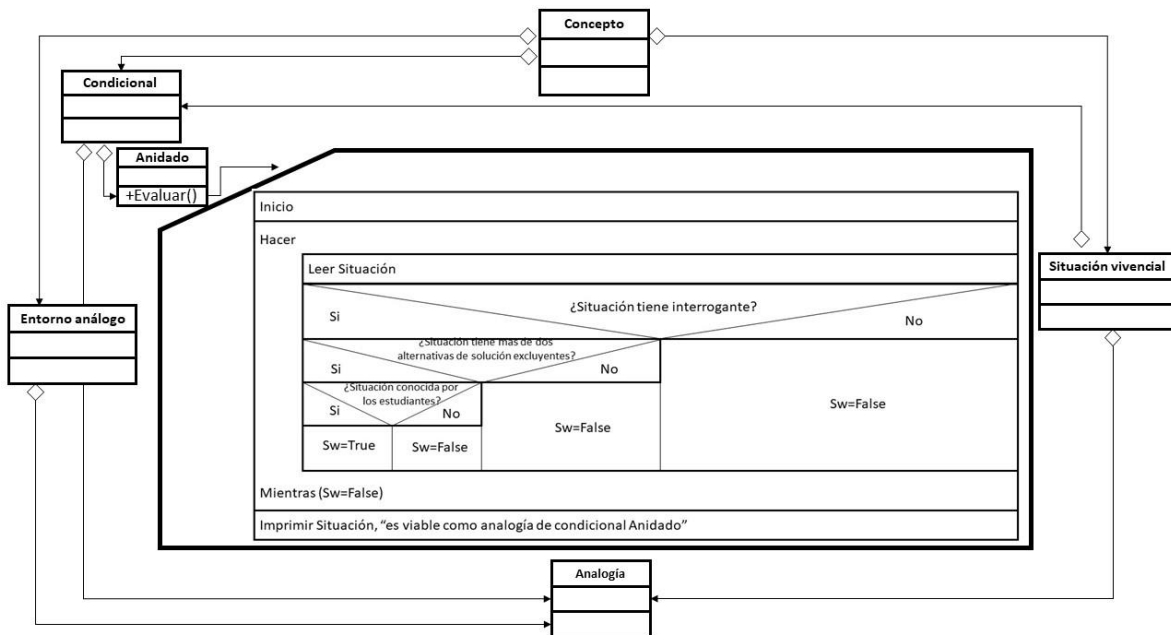 Concepto
Condicional
Anidado
+Evaluar()
Inicio
Hacer
Leer Situación
¿Situación tiene interrogante?
Si
No
¿Situación tiene mas de dos
alternativas de solución excluyentes?
Si
No
¿Situación conocida por
los estudiantes?
Si
No
Sw=True
Sw=False
Sw=False
Sw=False
Mientras (Sw=False)
Imprimir Situación, “es viable como analogía de condicional Anidado”
Situación vivencial
Entorno análogo
Analogía